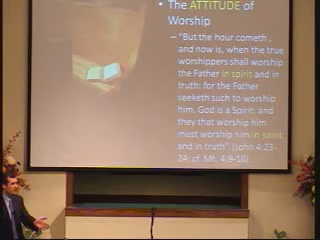 • The ATTITUDE of
Worship
– "But the hour cometh ,
and now is, when the true
worshippers shall worship
the Father in spirit and in
truth: for the Father
seeketh such to worship
him. God is a Spirit: and
they that worship him
must worship him in spirit
and in truth" (John 4:23-
24; cf. Mt. 4:9-10)